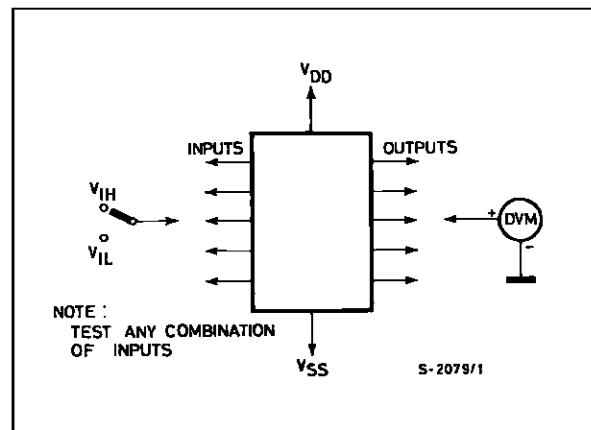 VDD
INPUTS
OUTPUTS
VIH
VIL
+
DVM
-
NOTE :
TEST ANY COMBINATION
OF INPUTS
VSS
S-2079/1